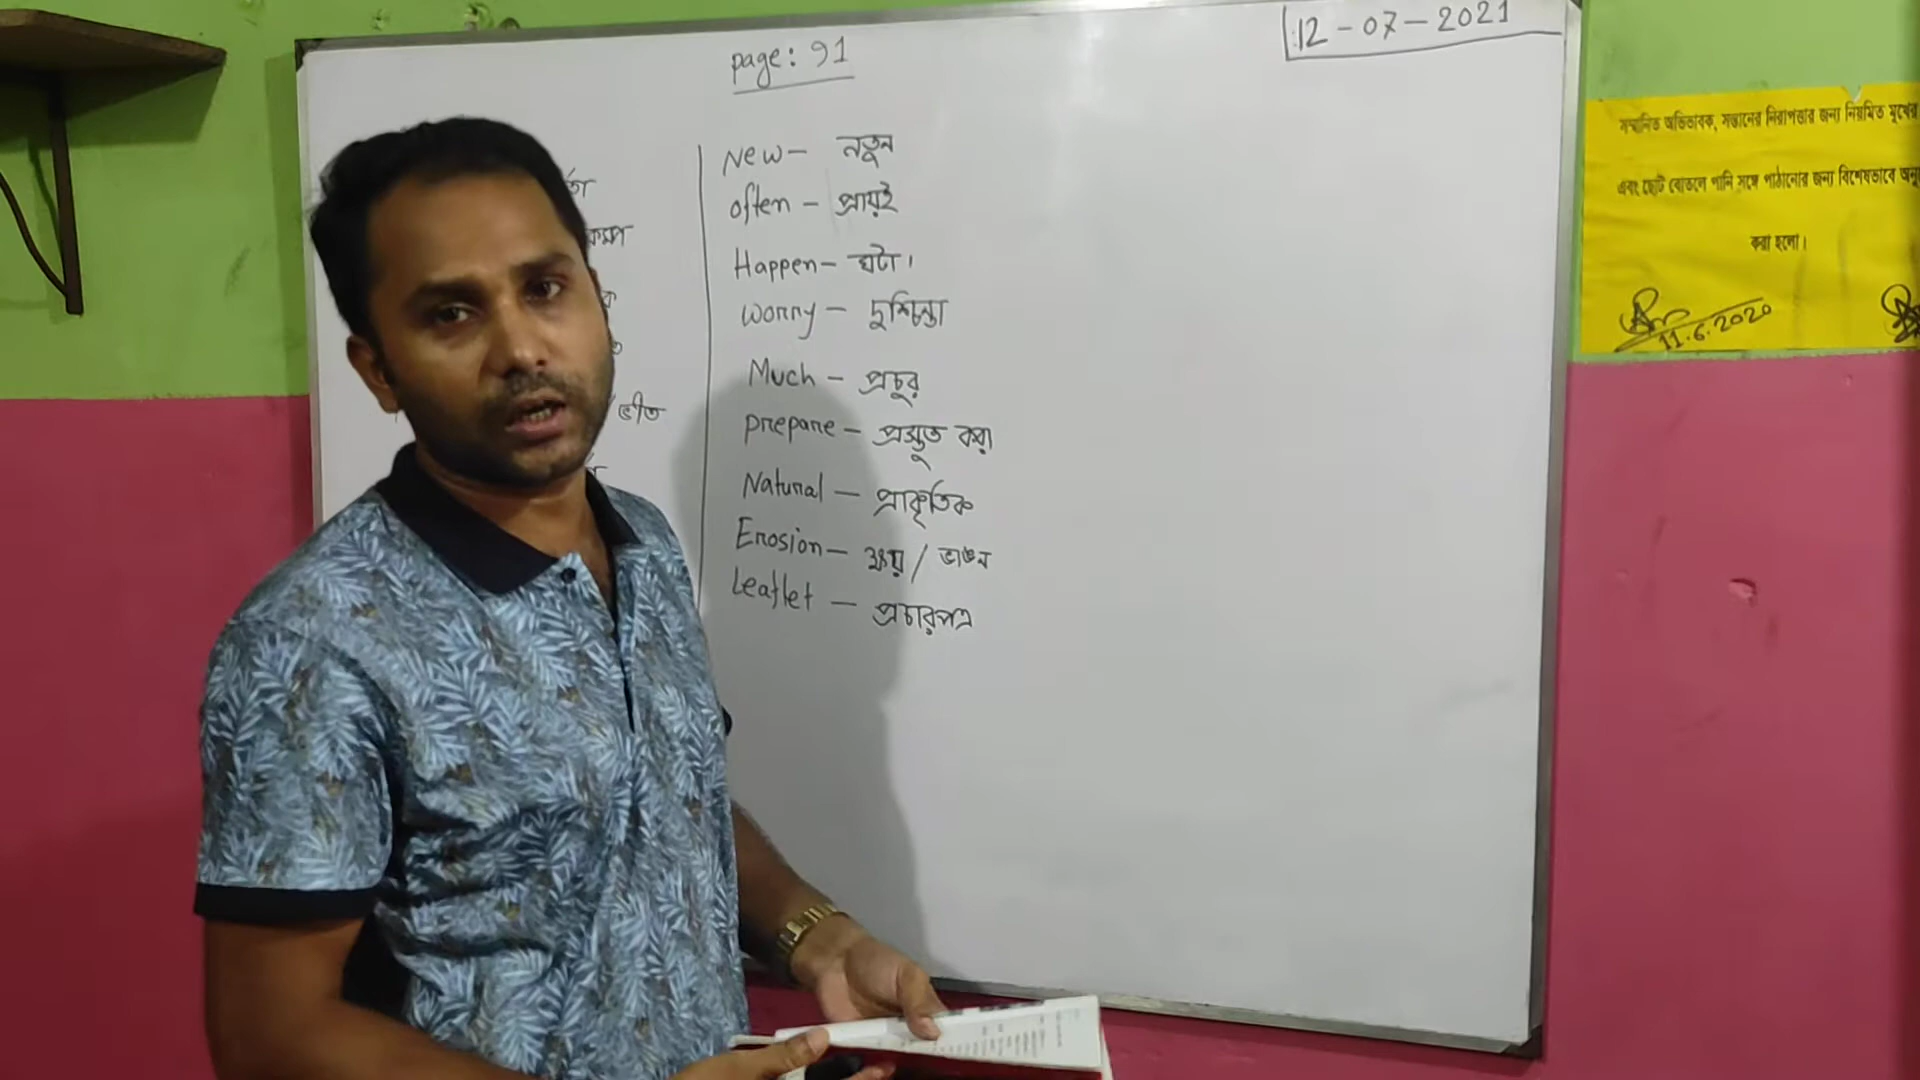 page: 91
12-07-2021
New - নতুন
often - প্রায়ই
Happen - ঘটা।
worry - দুশ্চিন্তা
Much - প্রচুর
prepare - প্রস্তুত করা
Natural - প্রাকৃতিক
Erosion - ক্ষয় / ভাঙন
Leaflet - প্রচারপত্র
ভীত
সম্মানিত অভিভাবক, সন্তানের নিরাপত্তার জন্য নিয়মিত মুখের
এবং ছোট বোতলে পানি সঙ্গে পাঠানোর জন্য বিশেষভাবে
করা হলো।
11.6.2020